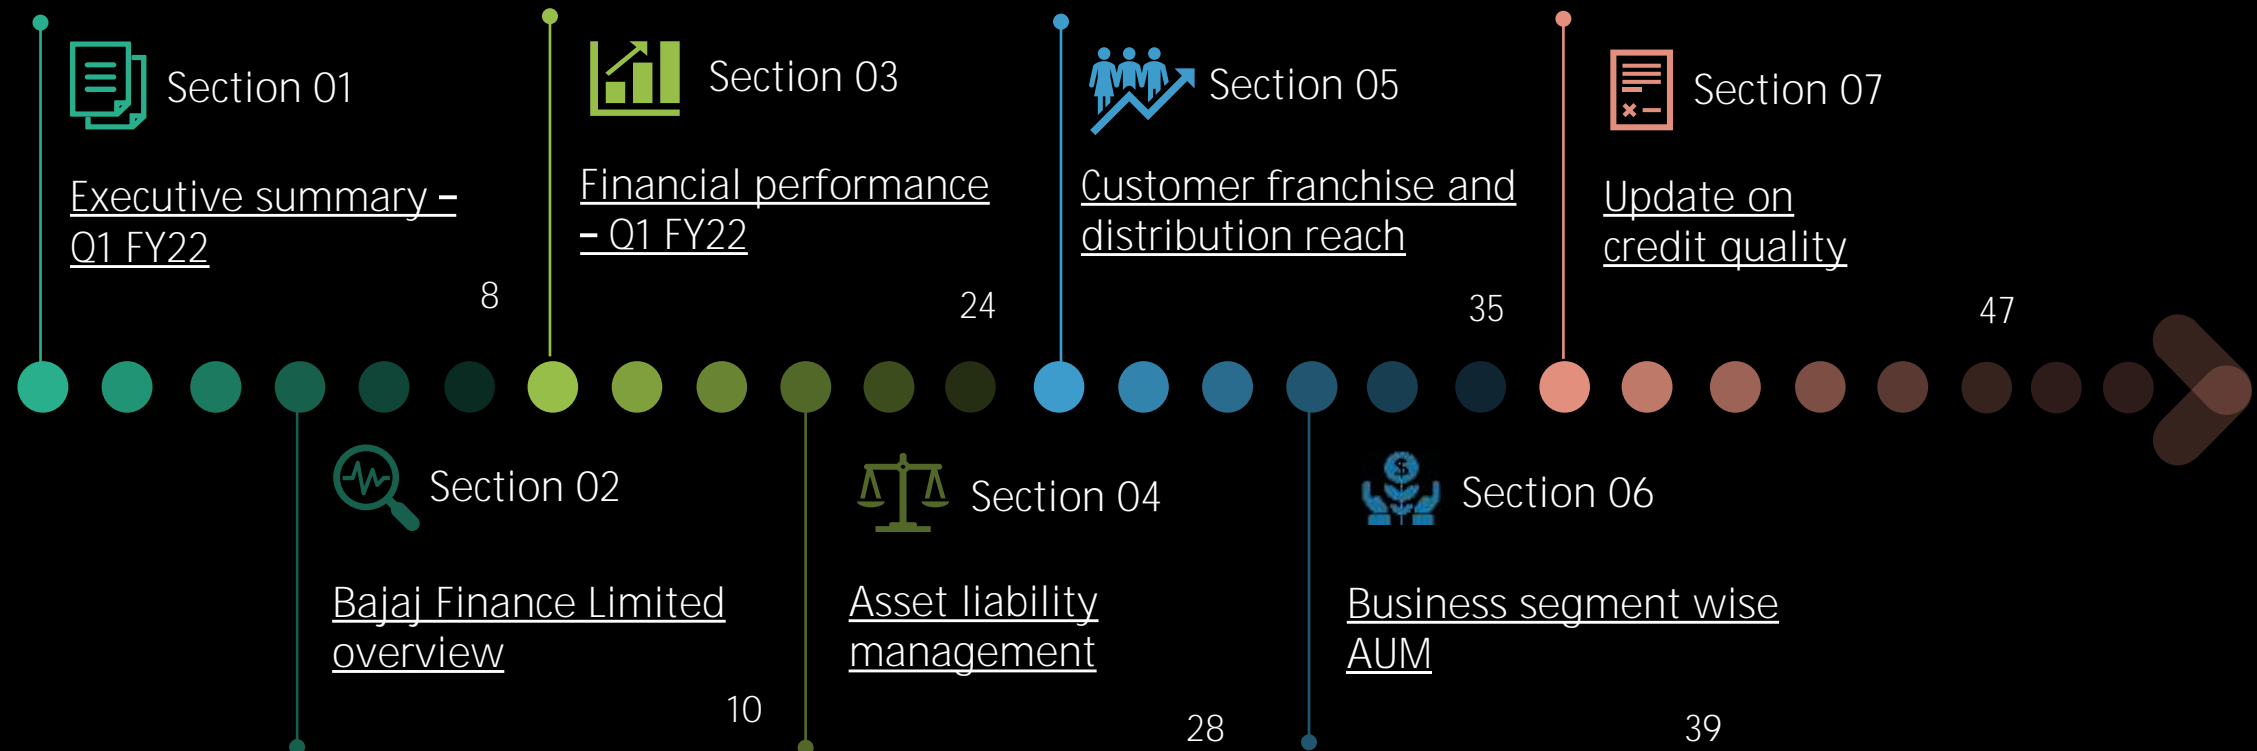 Section 01
Executive summary –
Q1 FY22
8
Section 02
Bajaj Finance Limited
overview
10
Section 03
Financial performance
– Q1 FY22
24
Section 04
Asset liability
management
28
Section 05
Customer franchise and
distribution reach
35
Section 06
Business segment wise
AUM
39
Section 07
Update on
credit quality
47